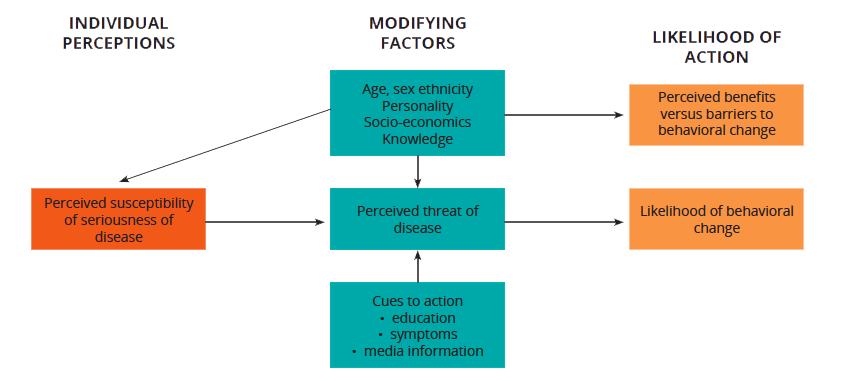 INDIVIDUAL
PERCEPTIONS
MODIFYING
FACTORS
LIKELIHOOD OF
ACTION
Age, sex ethnicity
Personality
Socio-economics
Knowledge
Perceived benefits
versus barriers to
behavioral change
Perceived susceptibility
of seriousness of
disease
Perceived threat of
disease
Likelihood of behavioral
change
Cues to action
• education
• symptoms
• media information